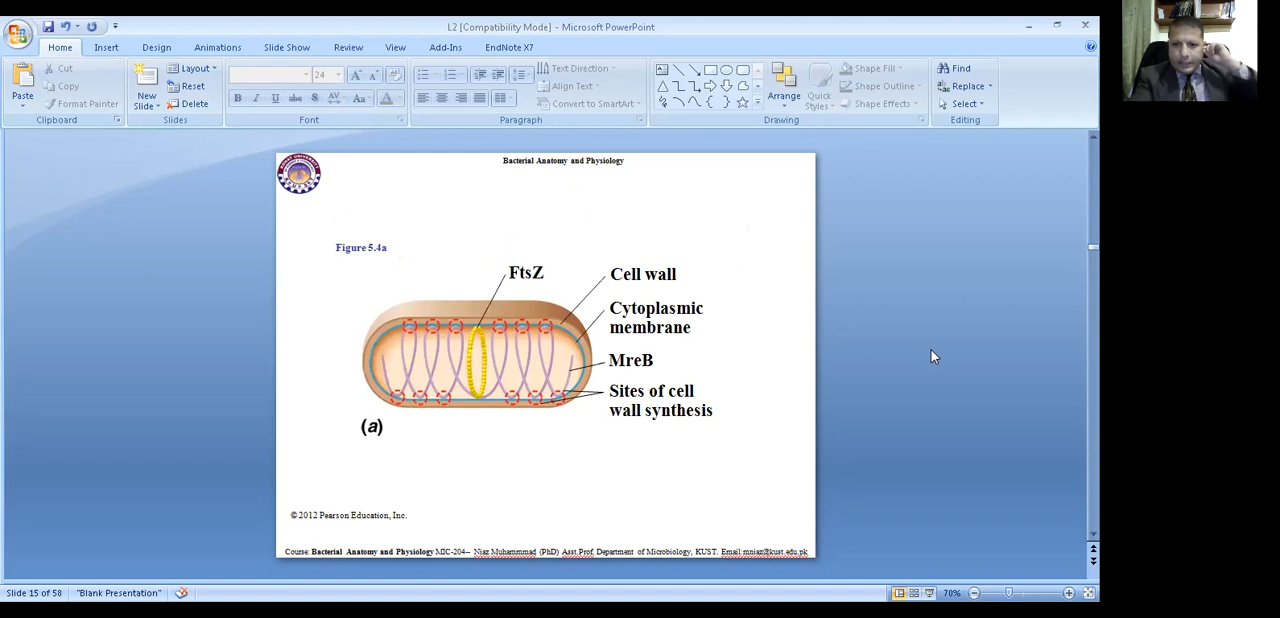 L2 [Compatibility Mode] - Microsoft PowerPoint
Home Insert Design Animations Slide Show Review View Add-Ins EndNote X7
Paste
Cut
Copy
Format Painter
Clipboard
New Slide
Layout
Reset
Delete
Slides
24
B I U abc S AV Aa A
Font
Text Direction
Align Text
Convert to SmartArt
Paragraph
Arrange
Quick Styles
Shape Fill
Shape Outline
Shape Effects
Drawing
Find
Replace
Select
Editing
Bacterial Anatomy and Physiology
Figure 5.4a
FtsZ
Cell wall
Cytoplasmic
membrane
MreB
Sites of cell
wall synthesis
(a)
© 2012 Pearson Education, Inc.
Course: Bacterial Anatomy and Physiology MIC-204-- Niaz Muhammmad (PhD) Asst.Prof, Department of Microbiology, KUST. Email:mniaz@kust.edu.pk
Slide 15 of 58 "Blank Presentation" 70%